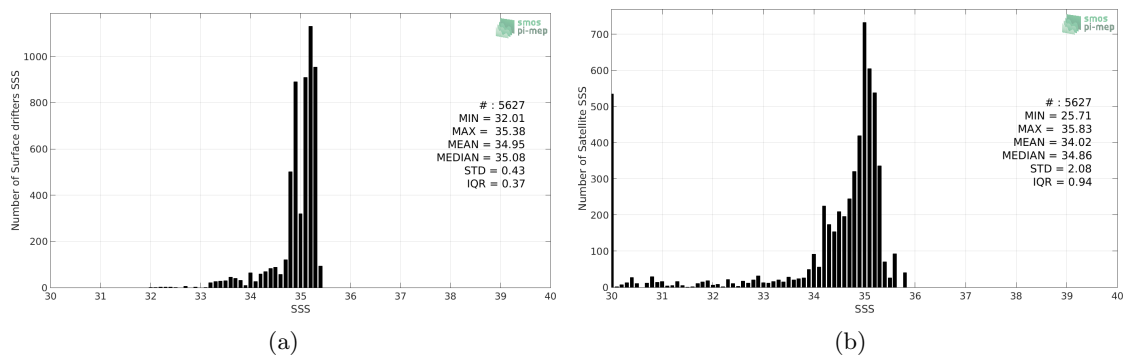 smos
pi-mep
1000
800
600
400
200
0
Number of Surface drifters SSS
# : 5627
MIN = 32.01
MAX = 35.38
MEAN = 34.95
MEDIAN = 35.08
STD = 0.43
IQR = 0.37
30 31 32 33 34 35 36 37 38 39 40
SSS
(a)
smos
pi-mep
700
600
500
400
300
200
100
0
Number of Satellite SSS
# : 5627
MIN = 25.71
MAX = 35.83
MEAN = 34.02
MEDIAN = 34.86
STD = 2.08
IQR = 0.94
30 31 32 33 34 35 36 37 38 39 40
SSS
(b)